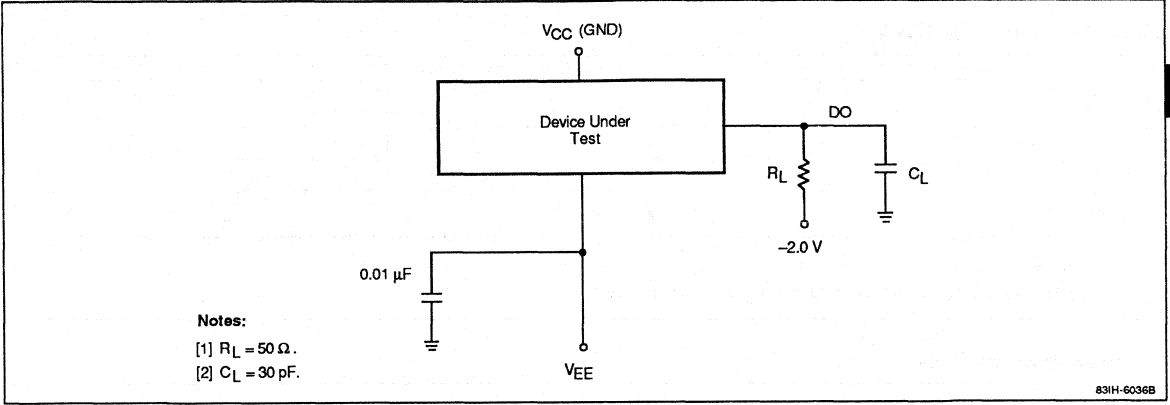 VCC (GND)
Device Under
Test
DO
RL
CL
–2.0 V
0.01 μF
VEE
Notes:
[1] RL = 50 Ω.
[2] CL = 30 pF.
83IH-6036B